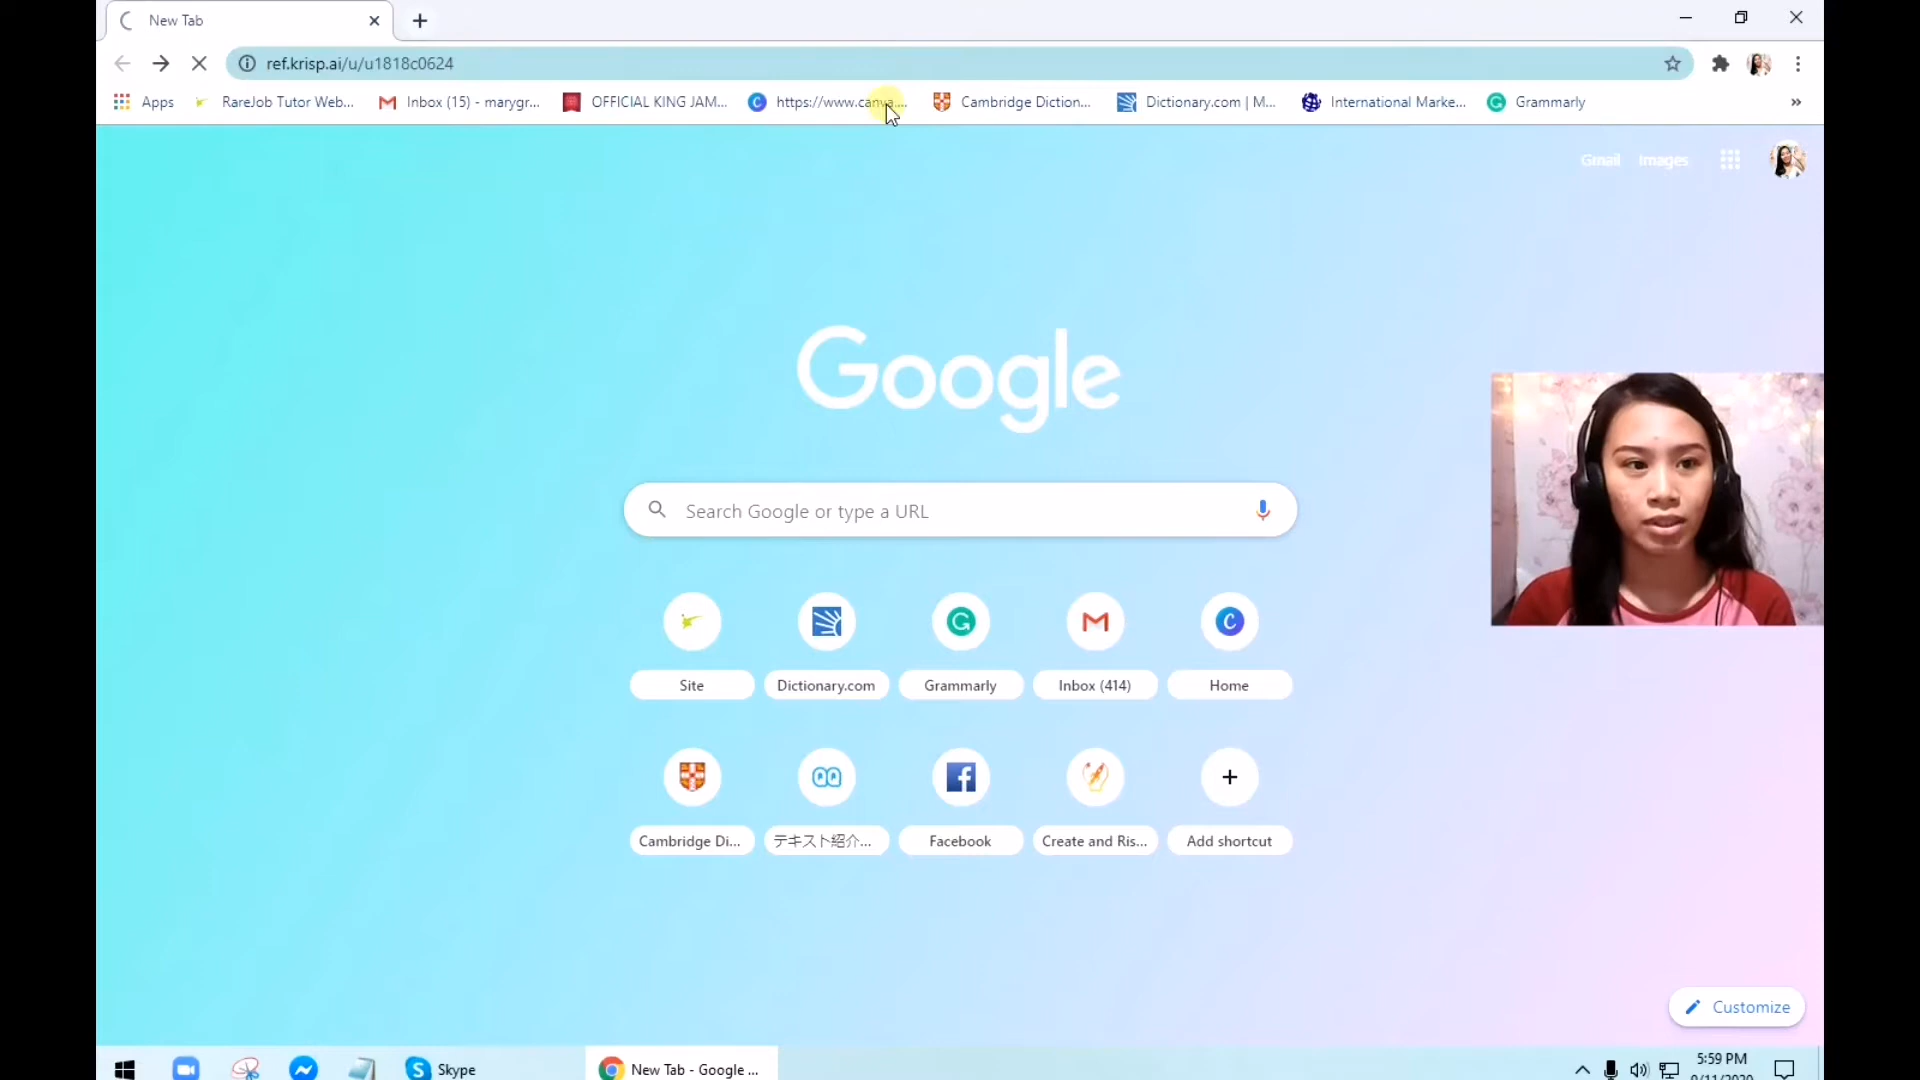 New Tab
ref.krisp.ai/u/u1818c0624
Apps
RareJob Tutor Web...
Inbox (15) - marygr...
OFFICIAL KING JAM...
https://www.canva....
Cambridge Diction...
Dictionary.com | M...
International Marke...
Grammarly
Gmail
Images
Google
Search Google or type a URL
Site
Dictionary.com
Grammarly
Inbox (414)
Home
Cambridge Di...
テキスト紹介...
Facebook
Create and Ris...
Add shortcut
Customize
Skype
New Tab - Google ...
5:59 PM